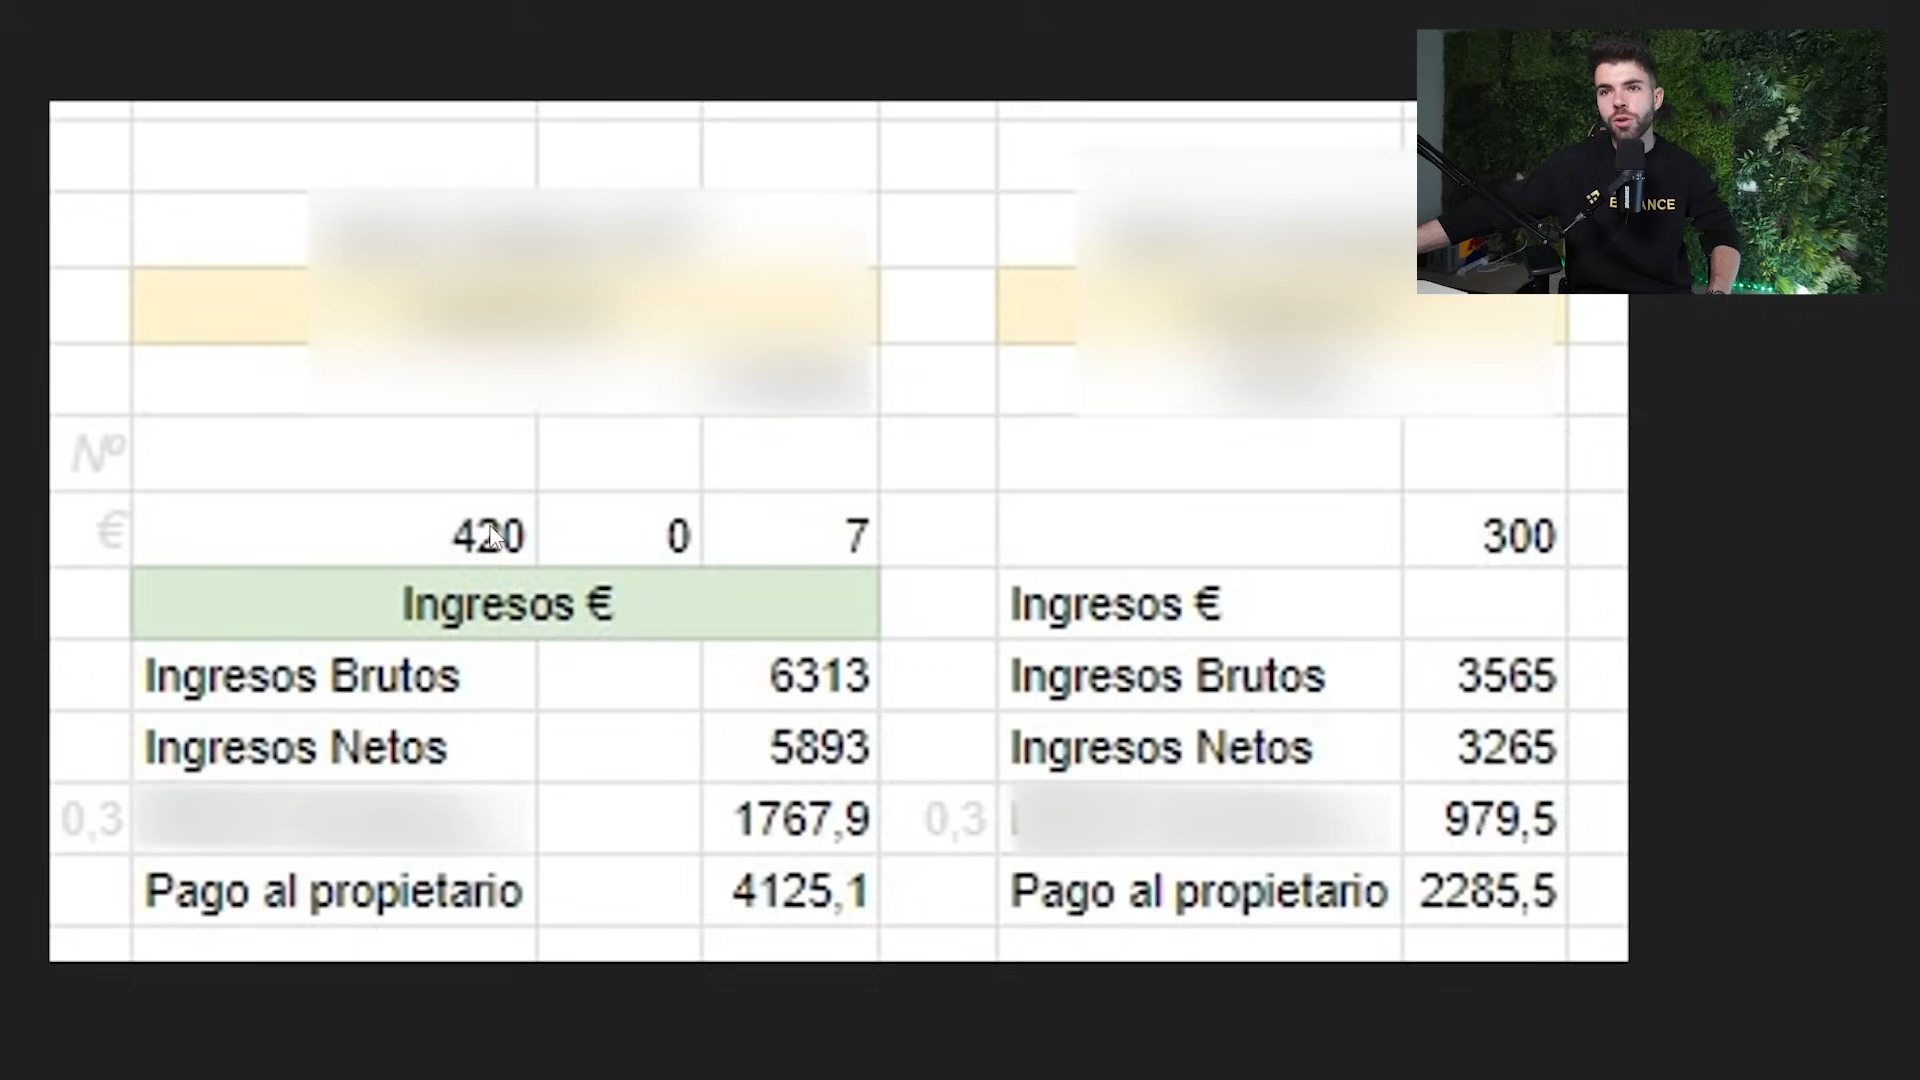 Nº
€ 420 0 7 300
Ingresos € Ingresos €
Ingresos Brutos 6313 Ingresos Brutos 3565
Ingresos Netos 5893 Ingresos Netos 3265
0,3 1767,9 0,3 979,5
Pago al propietario 4125,1 Pago al propietario 2285,5